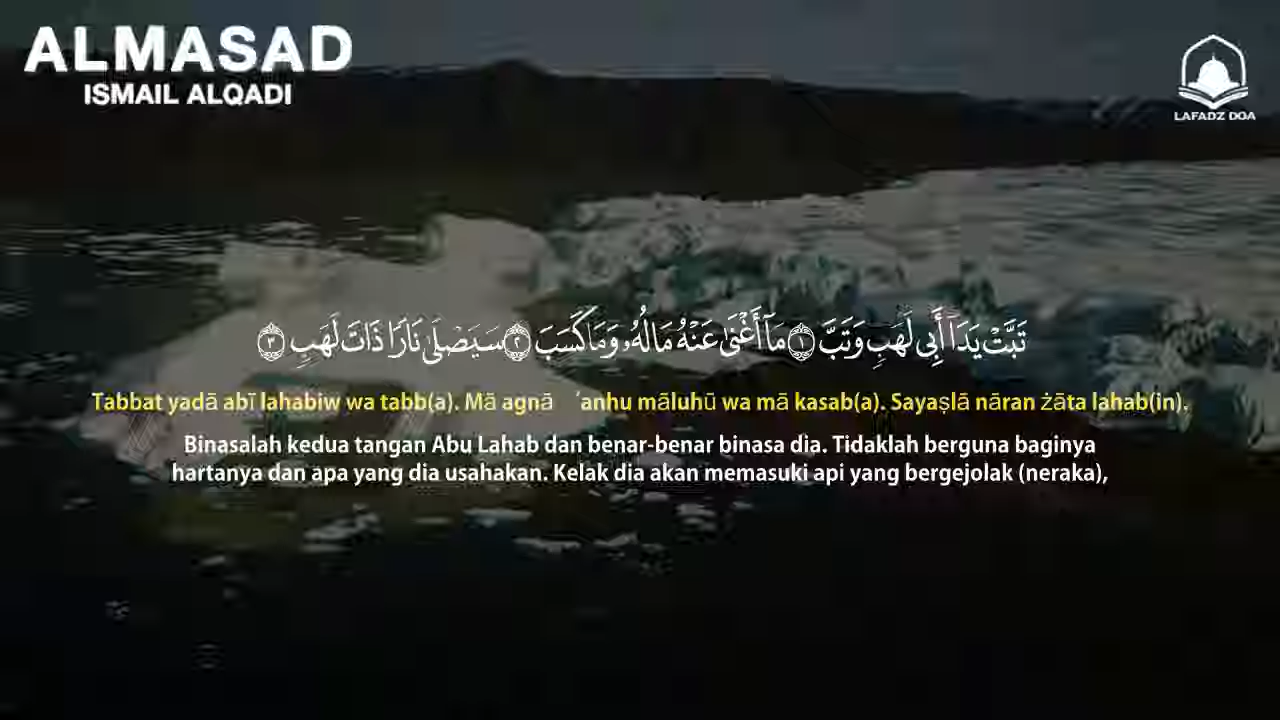 ALMASAD
ISMAIL ALQADI
LAFADZ DOA
تَبَّتْ يَدَآ أَبِى لَهَبٍ وَتَبَّ ۝١ مَآ أَغْنَىٰ عَنْهُ مَالُهُۥ وَمَا كَسَبَ ۝٢ سَيَصْلَىٰ نَارًا ذَاتَ لَهَبٍ ۝٣
Tabbat yadā abī lahabiw wa tabb(a). Mā agnā ‘anhu māluhū wa mā kasab(a). Sayaṣlā nāran żāta lahab(in).
Binasalah kedua tangan Abu Lahab dan benar-benar binasa dia. Tidaklah berguna baginya
hartanya dan apa yang dia usahakan. Kelak dia akan memasuki api yang bergejolak (neraka),